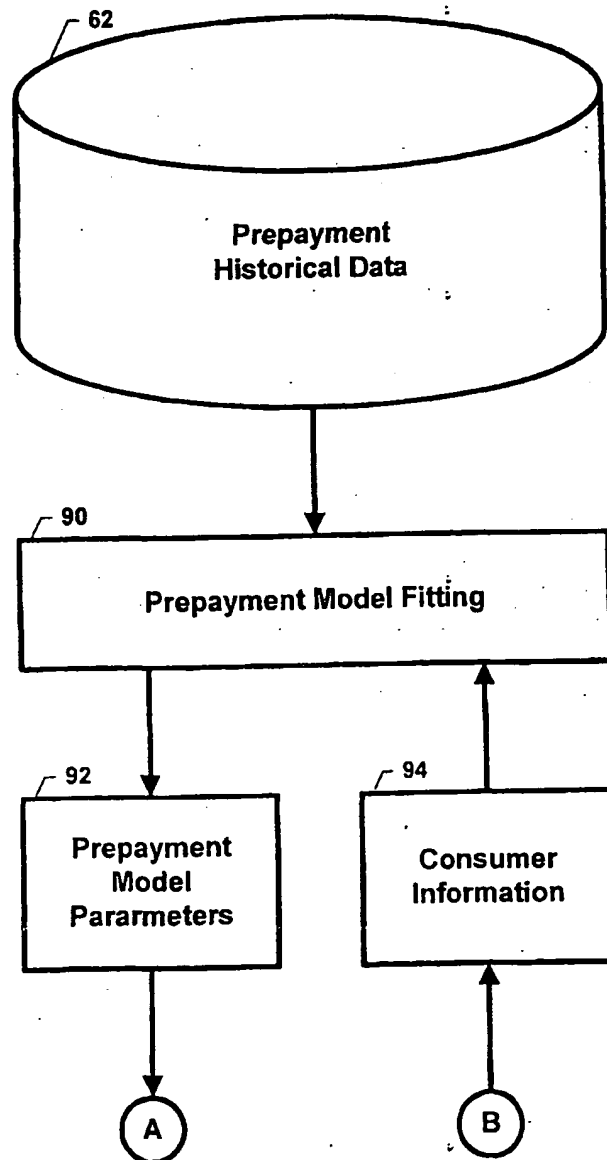 62
Prepayment
Historical Data
90
Prepayment Model Fitting
92
Prepayment
Model
Pararmeters
94
Consumer
Information
A
B